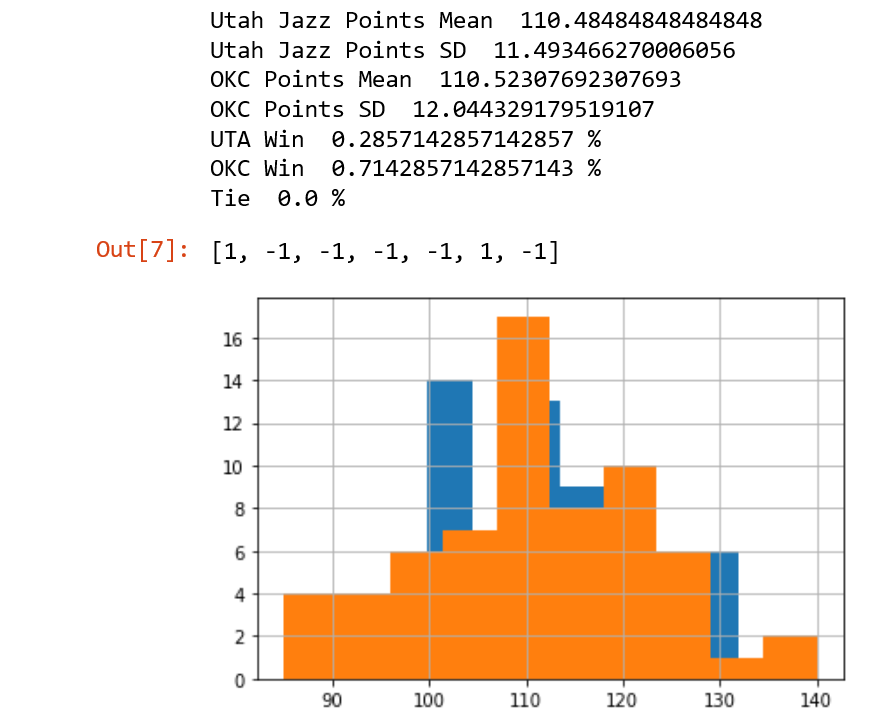 Utah Jazz Points Mean  110.48484848484848
Utah Jazz Points SD  11.493466270006056
OKC Points Mean  110.52307692307693
OKC Points SD  12.044329179519107
UTA Win  0.2857142857142857 %
OKC Win  0.7142857142857143 %
Tie  0.0 %
Out[7]: [1, -1, -1, -1, -1, 1, -1]
16
14
12
10
8
6
4
2
0
90 100 110 120 130 140